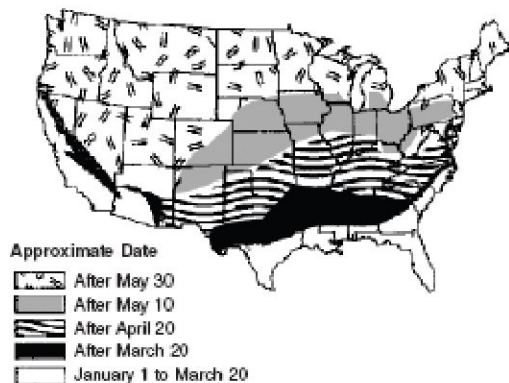 Approximate Date
After May 30
After May 10
After April 20
After March 20
January 1 to March 20